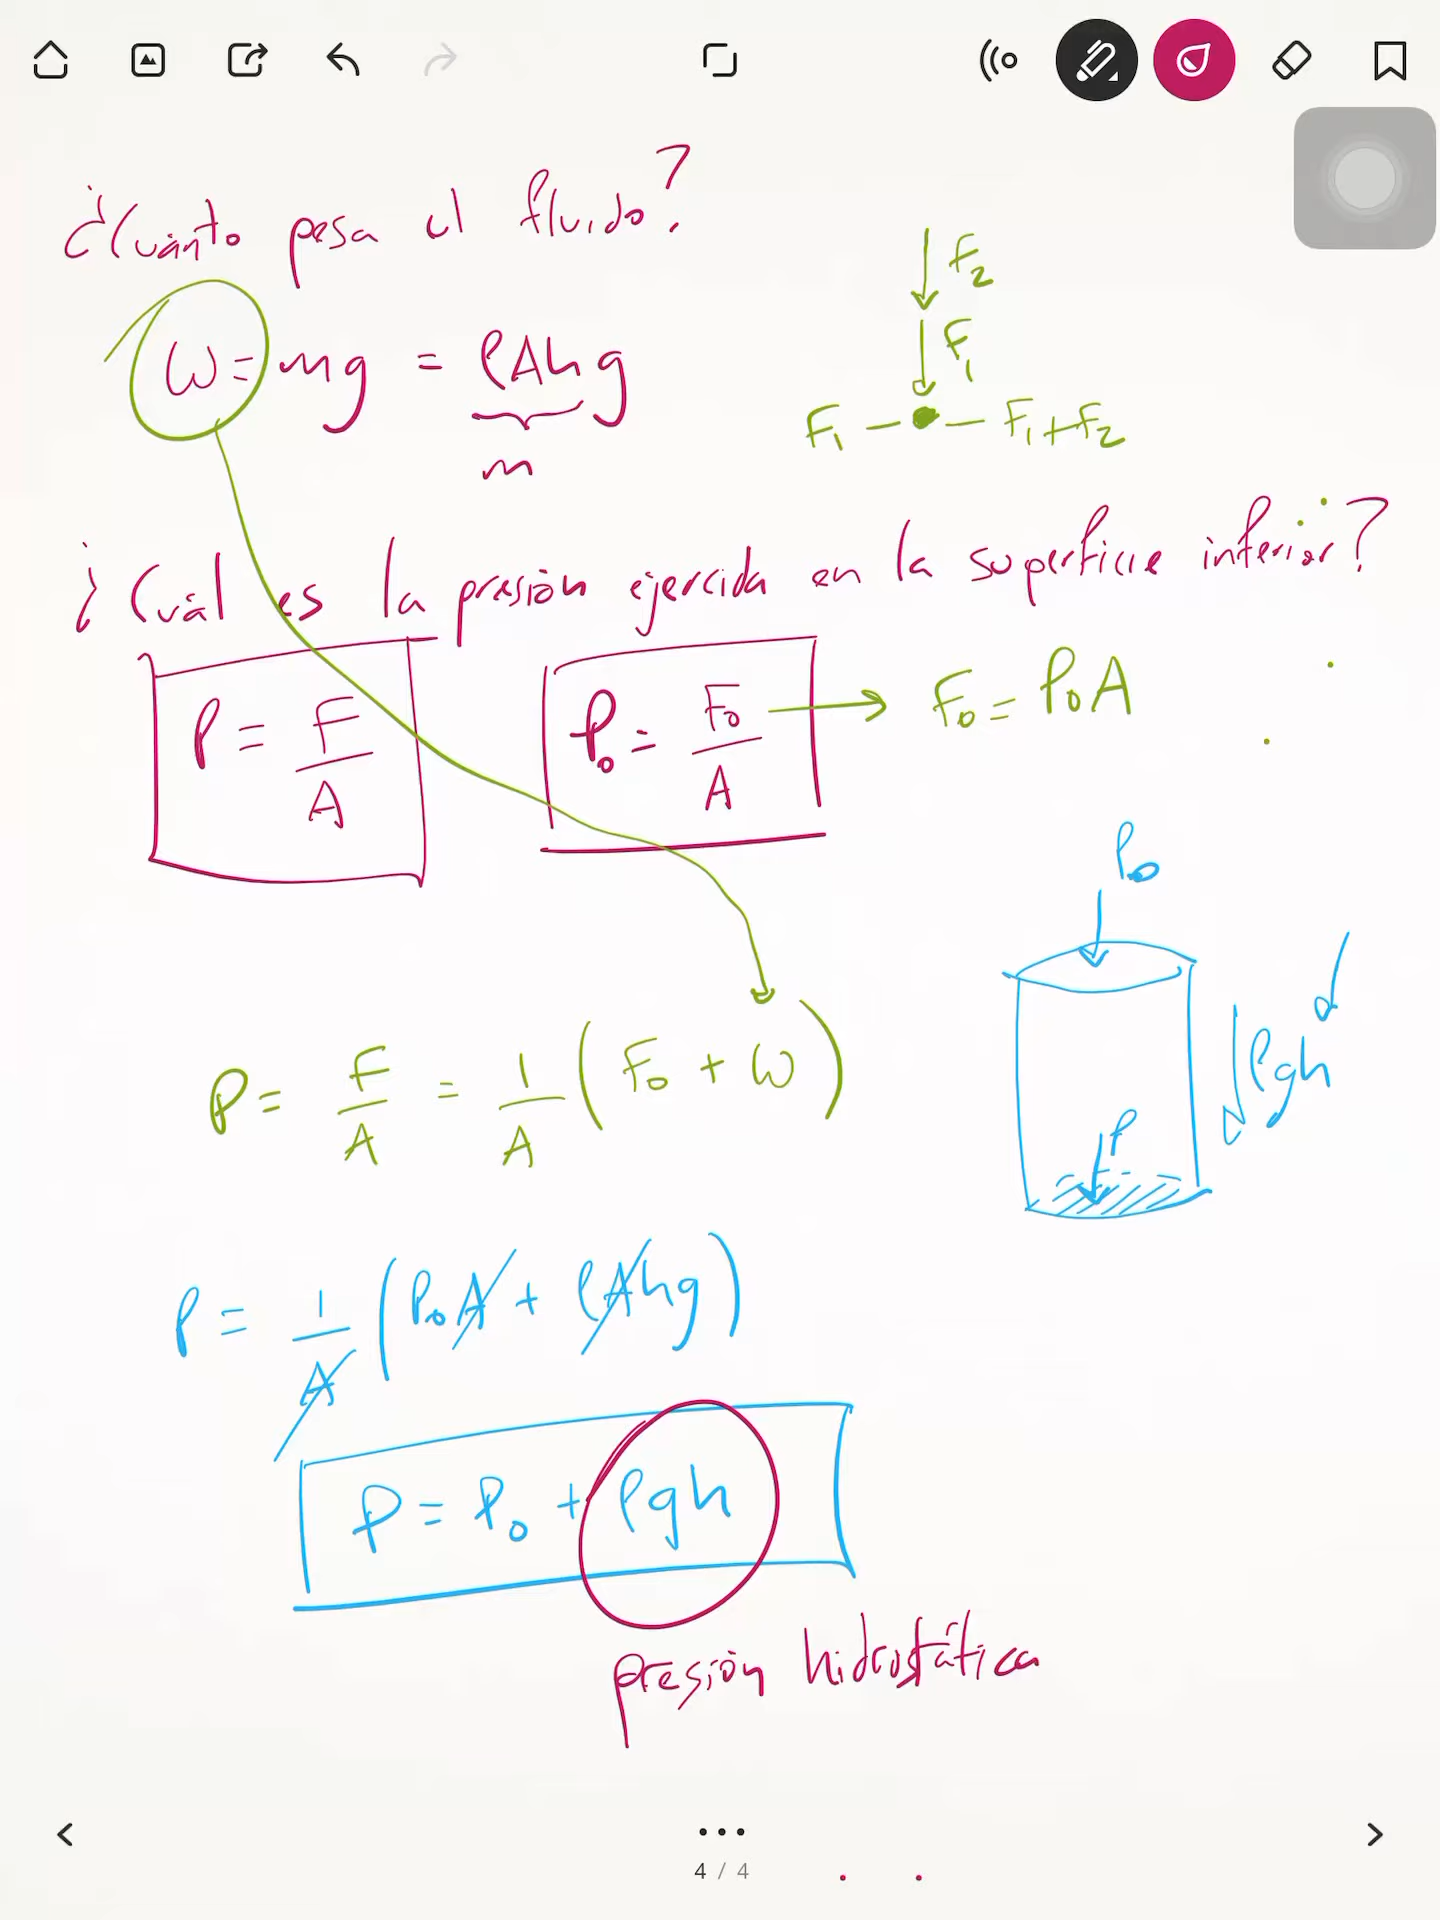 ¿Cuánto pesa el fluido?
F₂
F₁
W = mg = ρAhg
m
F₁ — • — F₁+F₂
¿Cuál es la presión ejercida en la superficie inferior?
P = F/A
P₀ = F₀/A → F₀ = P₀A
P₀
P = F/A = 1/A (F₀ + W)
ρgh
P
P = 1/A (P₀A + ρAhg)
P = P₀ + ρgh
presión hidrostática
4 / 4